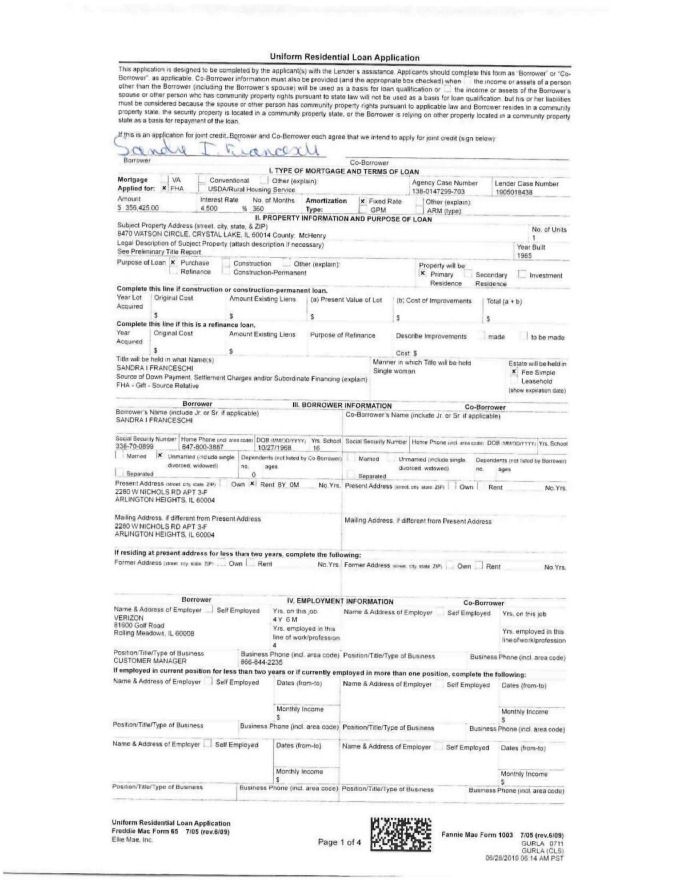 Uniform Residential Loan Application
This application is designed to be completed by the applicant(s) with the Lender's assistance. Applicants should complete this form as "Borrower" or "Co-
Borrower", as applicable. Co-Borrower information must also be provided (and the appropriate box checked) when the income or assets of a person
other than the Borrower (including the Borrower's spouse) will be used as a basis for loan qualification or the income or assets of the Borrower's
spouse or other person who has community property rights pursuant to state law will not be used as a basis for loan qualification, but his or her liabilities
must be considered because the spouse or other person has community property rights pursuant to applicable law and Borrower resides in a community
property state, the security property is located in a community property state, or the Borrower is relying on other property located in a community property
state as a basis for repayment of the loan.
If this is an application for joint credit, Borrower and Co-Borrower each agree that we intend to apply for joint credit (sign below)
Sandra I Franceschi
Borrower Co-Borrower
I. TYPE OF MORTGAGE AND TERMS OF LOAN
Mortgage VA Conventional Other (explain): Agency Case Number Lender Case Number
Applied for: x FHA USDA/Rural Housing Service 138-0147299-703 1905018438
Amount Interest Rate No. of Months Amortization x Fixed Rate Other (explain):
$ 356,425.00 4.500 % 360 Type: GPM ARM (type):
II. PROPERTY INFORMATION AND PURPOSE OF LOAN
Subject Property Address (street, city, state, & ZIP) No. of Units
8470 WATSON CIRCLE, CRYSTAL LAKE, IL 60014 County: McHenry 1
Legal Description of Subject Property (attach description if necessary) Year Built
See Preliminary Title Report 1965
Purpose of Loan x Purchase Construction Other (explain): Property will be:
Refinance Construction-Permanent x Primary Residence Secondary Residence Investment
Complete this line if construction or construction-permanent loan.
Year Lot Acquired Original Cost Amount Existing Liens (a) Present Value of Lot (b) Cost of Improvements Total (a + b)
$ $ $ $ $
Complete this line if this is a refinance loan.
Year Acquired Original Cost Amount Existing Liens Purpose of Refinance Describe Improvements made to be made
$ $ Cost $
Title will be held in what Name(s) Manner in which Title will be held Estate will be held in
SANDRA I FRANCESCHI Single woman x Fee Simple
Source of Down Payment, Settlement Charges and/or Subordinate Financing (explain) Leasehold
FHA - Gift - Source Relative (show expiration date)
Borrower III. BORROWER INFORMATION Co-Borrower
Borrower's Name (include Jr. or Sr. if applicable) Co-Borrower's Name (include Jr. or Sr. if applicable)
SANDRA I FRANCESCHI
Social Security Number Home Phone (incl. area code) DOB (MM/DD/YYYY) Yrs. School Social Security Number Home Phone (incl. area code) DOB (MM/DD/YYYY) Yrs. School
338-70-0899 847-800-3887 10/27/1968 16
Married x Unmarried (include single, divorced, widowed) Dependents (not listed by Co-Borrower) Married Unmarried (include single, divorced, widowed) Dependents (not listed by Borrower)
Separated no. ages Separated no. ages
0
Present Address (street, city, state, ZIP) Own x Rent 8Y 0M No. Yrs. Present Address (street, city, state, ZIP) Own Rent No. Yrs.
2280 W NICHOLS RD APT 3-F
ARLINGTON HEIGHTS, IL 60004
Mailing Address, if different from Present Address Mailing Address, if different from Present Address
2280 W NICHOLS RD APT 3-F
ARLINGTON HEIGHTS, IL 60004
If residing at present address for less than two years, complete the following:
Former Address (street, city, state, ZIP) Own Rent No. Yrs. Former Address (street, city, state, ZIP) Own Rent No. Yrs.
Borrower IV. EMPLOYMENT INFORMATION Co-Borrower
Name & Address of Employer Self Employed Yrs. on this job Name & Address of Employer Self Employed Yrs. on this job
VERIZON 4 Y 6 M
81600 Golf Road Yrs. employed in this Yrs. employed in this
Rolling Meadows, IL 60008 line of work/profession line of work/profession
4
Position/Title/Type of Business Business Phone (incl. area code) Position/Title/Type of Business Business Phone (incl. area code)
CUSTOMER MANAGER 866-844-2235
If employed in current position for less than two years or if currently employed in more than one position, complete the following:
Name & Address of Employer Self Employed Dates (from-to) Name & Address of Employer Self Employed Dates (from-to)
Monthly Income Monthly Income
$ $
Position/Title/Type of Business Business Phone (incl. area code) Position/Title/Type of Business Business Phone (incl. area code)
Name & Address of Employer Self Employed Dates (from-to) Name & Address of Employer Self Employed Dates (from-to)
Monthly Income Monthly Income
$ $
Position/Title/Type of Business Business Phone (incl. area code) Position/Title/Type of Business Business Phone (incl. area code)
Uniform Residential Loan Application
Freddie Mac Form 65 7/05 (rev.6/09) Fannie Mae Form 1003 7/05 (rev.6/09)
Ellie Mae, Inc. Page 1 of 4 GURLA 0711
GURLA (CLS)
06/28/2019 06:14 AM PST